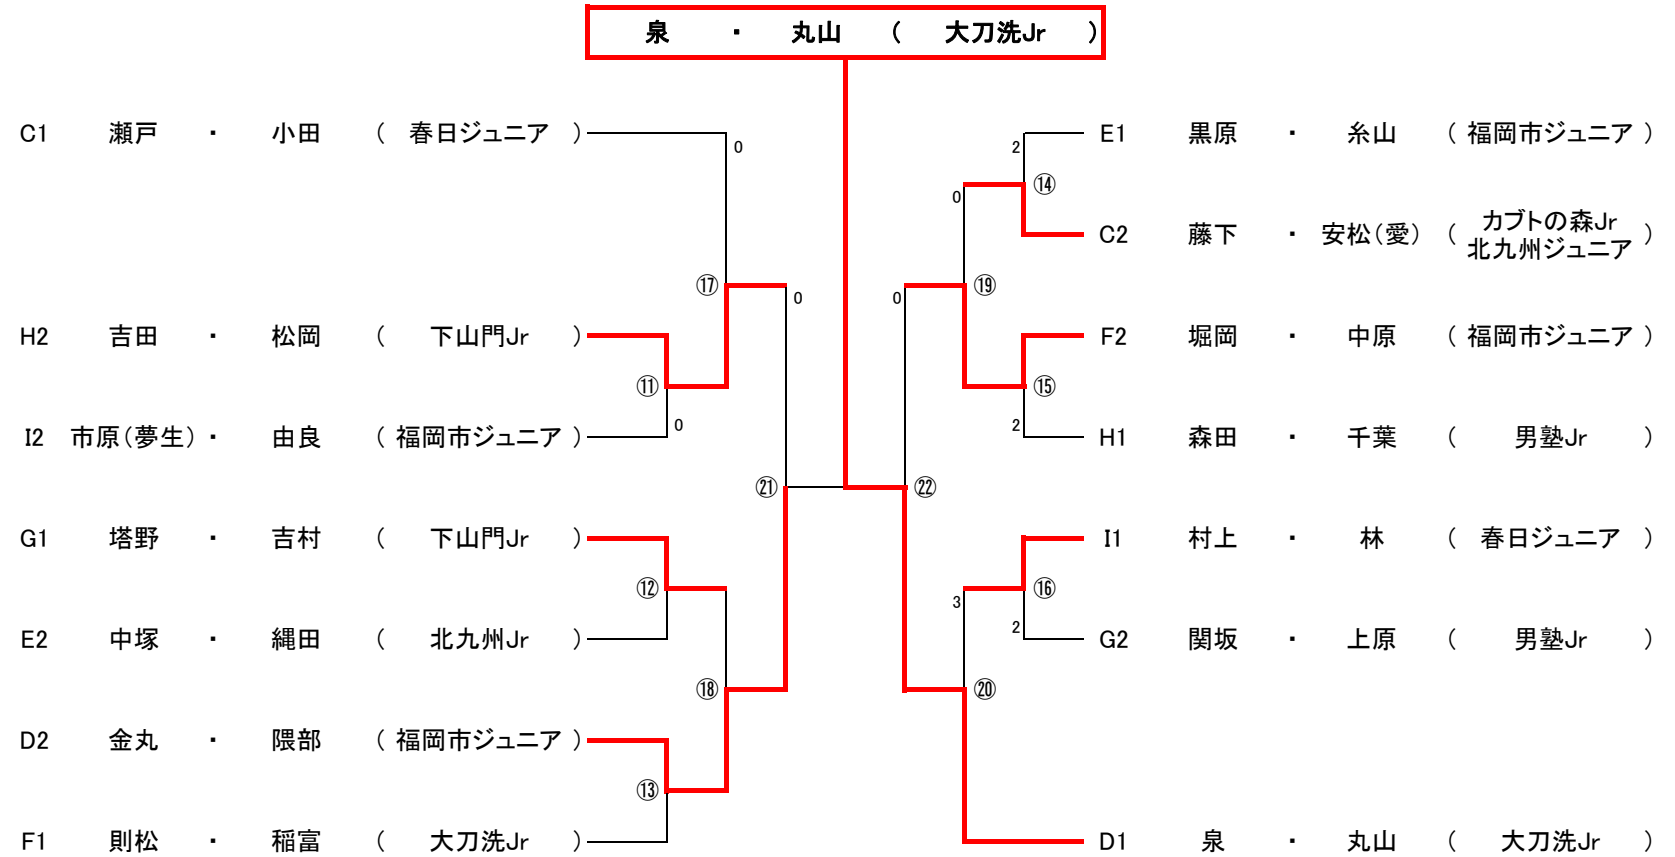 泉 ・ 丸山 ( 大刀洗Jr )
C1 瀬戸 ・ 小田 ( 春日ジュニア )
0
H2 吉田 ・ 松岡 ( 下山門Jr )
⑰
0
⑪
0
I2 市原(夢生)・ 由良 ( 福岡市ジュニア )
㉑
G1 塔野 ・ 吉村 ( 下山門Jr )
⑫
E2 中塚 ・ 縄田 ( 北九州Jr )
⑱
D2 金丸 ・ 隈部 ( 福岡市ジュニア )
⑬
F1 則松 ・ 稲富 ( 大刀洗Jr )
E1 黒原 ・ 糸山 ( 福岡市ジュニア )
2
⑭
0
C2 藤下 ・ 安松(愛) ( カブトの森Jr
北九州ジュニア )
⑲
0
F2 堀岡 ・ 中原 ( 福岡市ジュニア )
⑮
2
H1 森田 ・ 千葉 ( 男塾Jr )
㉒
I1 村上 ・ 林 ( 春日ジュニア )
⑯
3
2
G2 関坂 ・ 上原 ( 男塾Jr )
⑳
D1 泉 ・ 丸山 ( 大刀洗Jr )